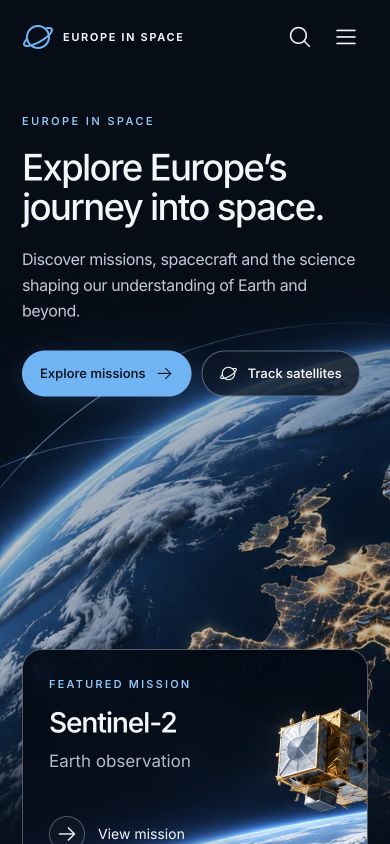 EUROPE IN SPACE
EUROPE IN SPACE
Explore Europe’s
journey into space.
Discover missions, spacecraft and the science
shaping our understanding of Earth and
beyond.
Explore missions
Track satellites
FEATURED MISSION
Sentinel-2
Earth observation
View mission